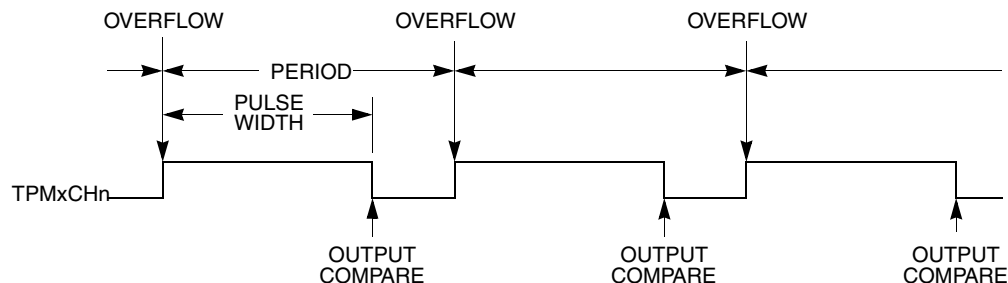 OVERFLOW OVERFLOW OVERFLOW
PERIOD
PULSE
WIDTH
TPMxCHn
OUTPUT
COMPARE
OUTPUT
COMPARE
OUTPUT
COMPARE